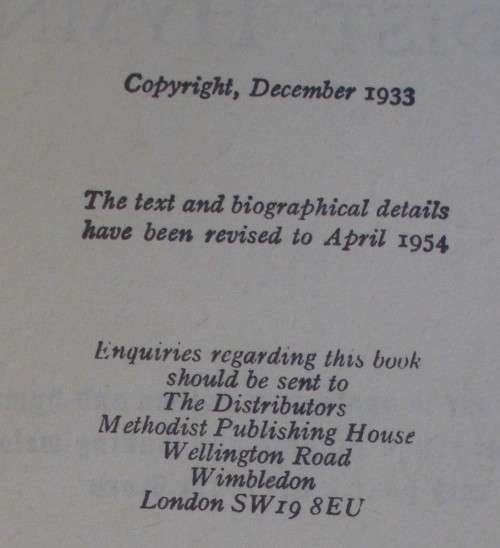 Copyright, December 1933
The text and biographical details
have been revised to April 1954
Enquiries regarding this book
should be sent to
The Distributors
Methodist Publishing House
Wellington Road
Wimbledon
London SW19 8EU